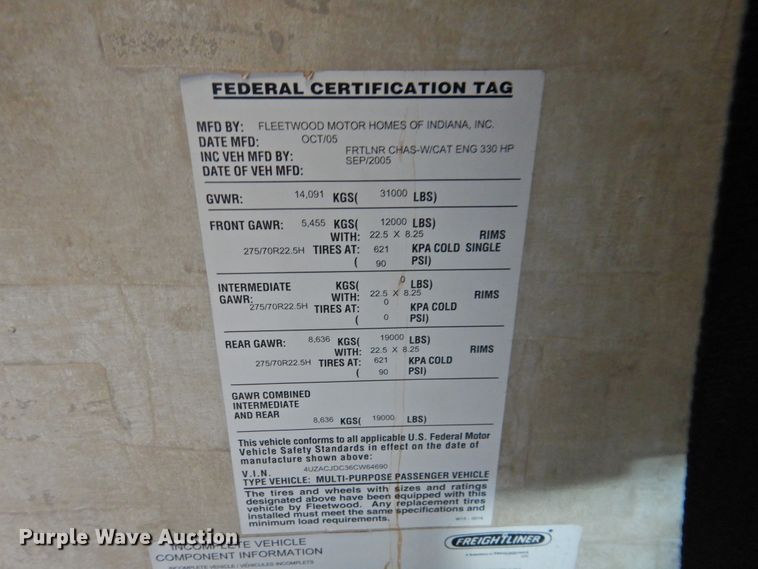 FEDERAL CERTIFICATION TAG
MFD BY: FLEETWOOD MOTOR HOMES OF INDIANA, INC.
DATE MFD: OCT/05
INC VEH MFD BY: FRTLNR CHAS-W/CAT ENG 330 HP
DATE OF VEH MFD: SEP/2005
GVWR: 14,091 KGS( 31000 LBS)
FRONT GAWR: 5,455 KGS( 12000 LBS)
WITH: 22.5 X 8.25 RIMS
275/70R22.5H TIRES AT: 621 KPA COLD SINGLE
( 90 PSI)
INTERMEDIATE KGS( 0 LBS)
GAWR: WITH: 22.5 X 8.25 RIMS
275/70R22.5H TIRES AT: 0 KPA COLD
( 0 PSI)
REAR GAWR: 8,636 KGS( 19000 LBS)
WITH: 22.5 X 8.25 RIMS
275/70R22.5H TIRES AT: 621 KPA COLD
( 90 PSI)
GAWR COMBINED
INTERMEDIATE
AND REAR 8,636 KGS( 19000 LBS)
This vehicle conforms to all applicable U.S. Federal Motor
Vehicle Safety Standards in effect on the date of
manufacture shown above:
V.I.N. 4UZACJDC36CW64690
TYPE VEHICLE: MULTI-PURPOSE PASSENGER VEHICLE
The tires and wheels with sizes and ratings
designated above have been equipped with this
vehicle by Fleetwood. Any replacement tires
installed must meet the same specifications and
minimum load requirements.
Purple Wave Auction
INCOMPLETE VEHICLE
COMPONENT INFORMATION
FREIGHTLINER
INCOMPLETE VEHICLE / VÉHICULES INCOMPLETS